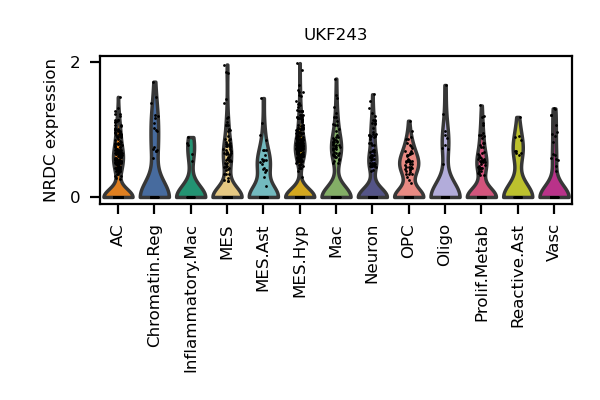 UKF243
NRDC expression
2
0
AC
Chromatin.Reg
Inflammatory.Mac
MES
MES.Ast
MES.Hyp
Mac
Neuron
OPC
Oligo
Prolif.Metab
Reactive.Ast
Vasc